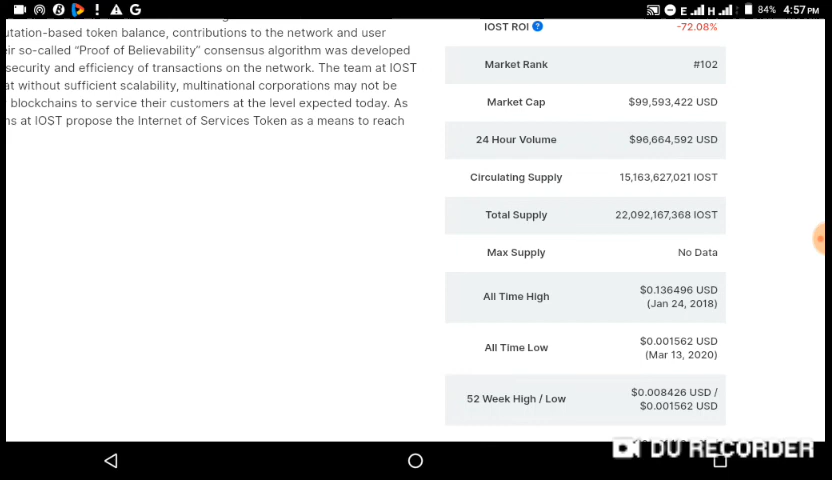 84% 4:57 PM
utation-based token balance, contributions to the network and user
eir so-called “Proof of Believability” consensus algorithm was developed
security and efficiency of transactions on the network. The team at IOST
at without sufficient scalability, multinational corporations may not be
blockchains to service their customers at the level expected today. As
ns at IOST propose the Internet of Services Token as a means to reach
IOST ROI ? -72.08%
Market Rank #102
Market Cap $99,593,422 USD
24 Hour Volume $96,664,592 USD
Circulating Supply 15,163,627,021 IOST
Total Supply 22,092,167,368 IOST
Max Supply No Data
All Time High $0.136496 USD
(Jan 24, 2018)
All Time Low $0.001562 USD
(Mar 13, 2020)
52 Week High / Low $0.008426 USD /
$0.001562 USD
DU RECORDER